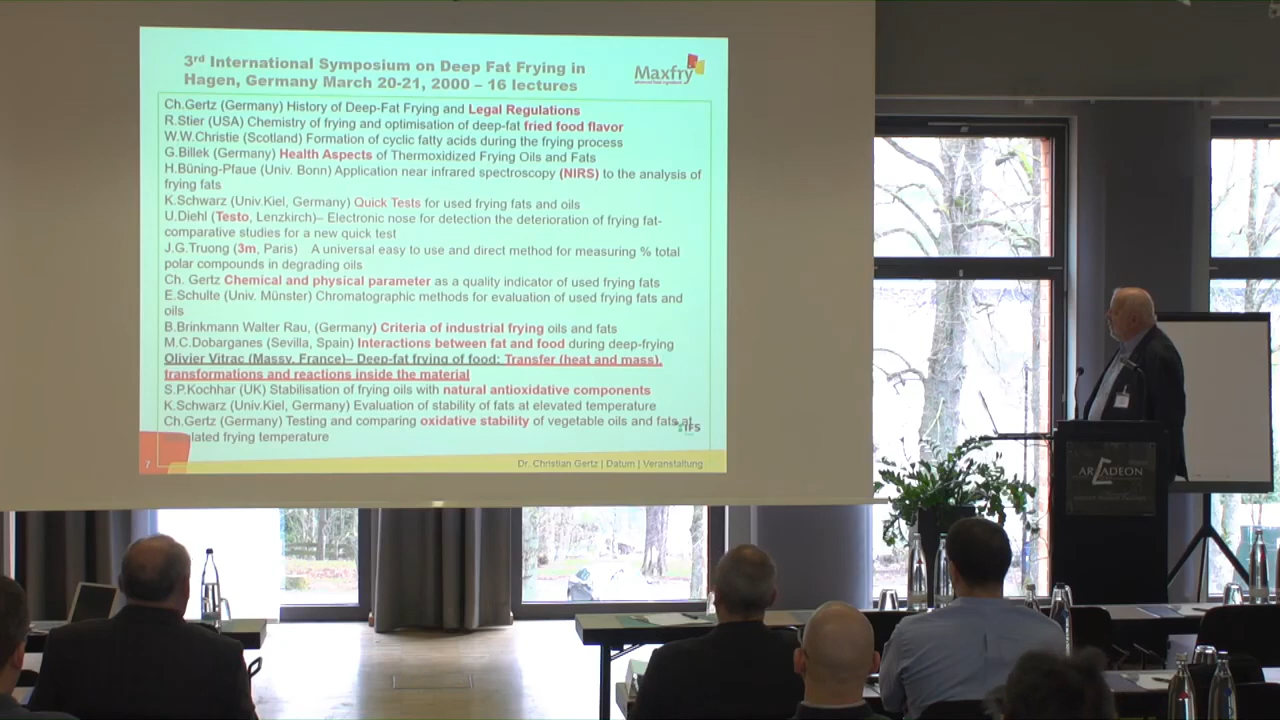 3rd International Symposium on Deep Fat Frying in
Hagen, Germany March 20-21, 2000 – 16 lectures
Maxfry
Ch.Gertz (Germany) History of Deep-Fat Frying and Legal Regulations
R.Stier (USA) Chemistry of frying and optimisation of deep-fat fried food flavor
W.W.Christie (Scotland) Formation of cyclic fatty acids during the frying process
G.Billek (Germany) Health Aspects of Thermoxidized Frying Oils and Fats
H.Büning-Pfaue (Univ. Bonn) Application near infrared spectroscopy (NIRS) to the analysis of
frying fats
K.Schwarz (Univ.Kiel, Germany) Quick Tests for used frying fats and oils
U.Diehl (Testo, Lenzkirch)– Electronic nose for detection the deterioration of frying fat-
comparative studies for a new quick test
J.G.Truong (3m, Paris) A universal easy to use and direct method for measuring % total
polar compounds in degrading oils
Ch. Gertz Chemical and physical parameter as a quality indicator of used frying fats
E.Schulte (Univ. Münster) Chromatographic methods for evaluation of used frying fats and
oils
B.Brinkmann Walter Rau, (Germany) Criteria of industrial frying oils and fats
M.C.Dobarganes (Sevilla, Spain) Interactions between fat and food during deep-frying
Olivier Vitrac (Massy, France)– Deep-fat frying of food: Transfer (heat and mass),
transformations and reactions inside the material
S.P.Kochhar (UK) Stabilisation of frying oils with natural antioxidative components
K.Schwarz (Univ.Kiel, Germany) Evaluation of stability of fats at elevated temperature
Ch.Gertz (Germany) Testing and comparing oxidative stability of vegetable oils and fats at
lated frying temperature
7
Dr. Christian Gertz | Datum | Veranstaltung
ARCADEON